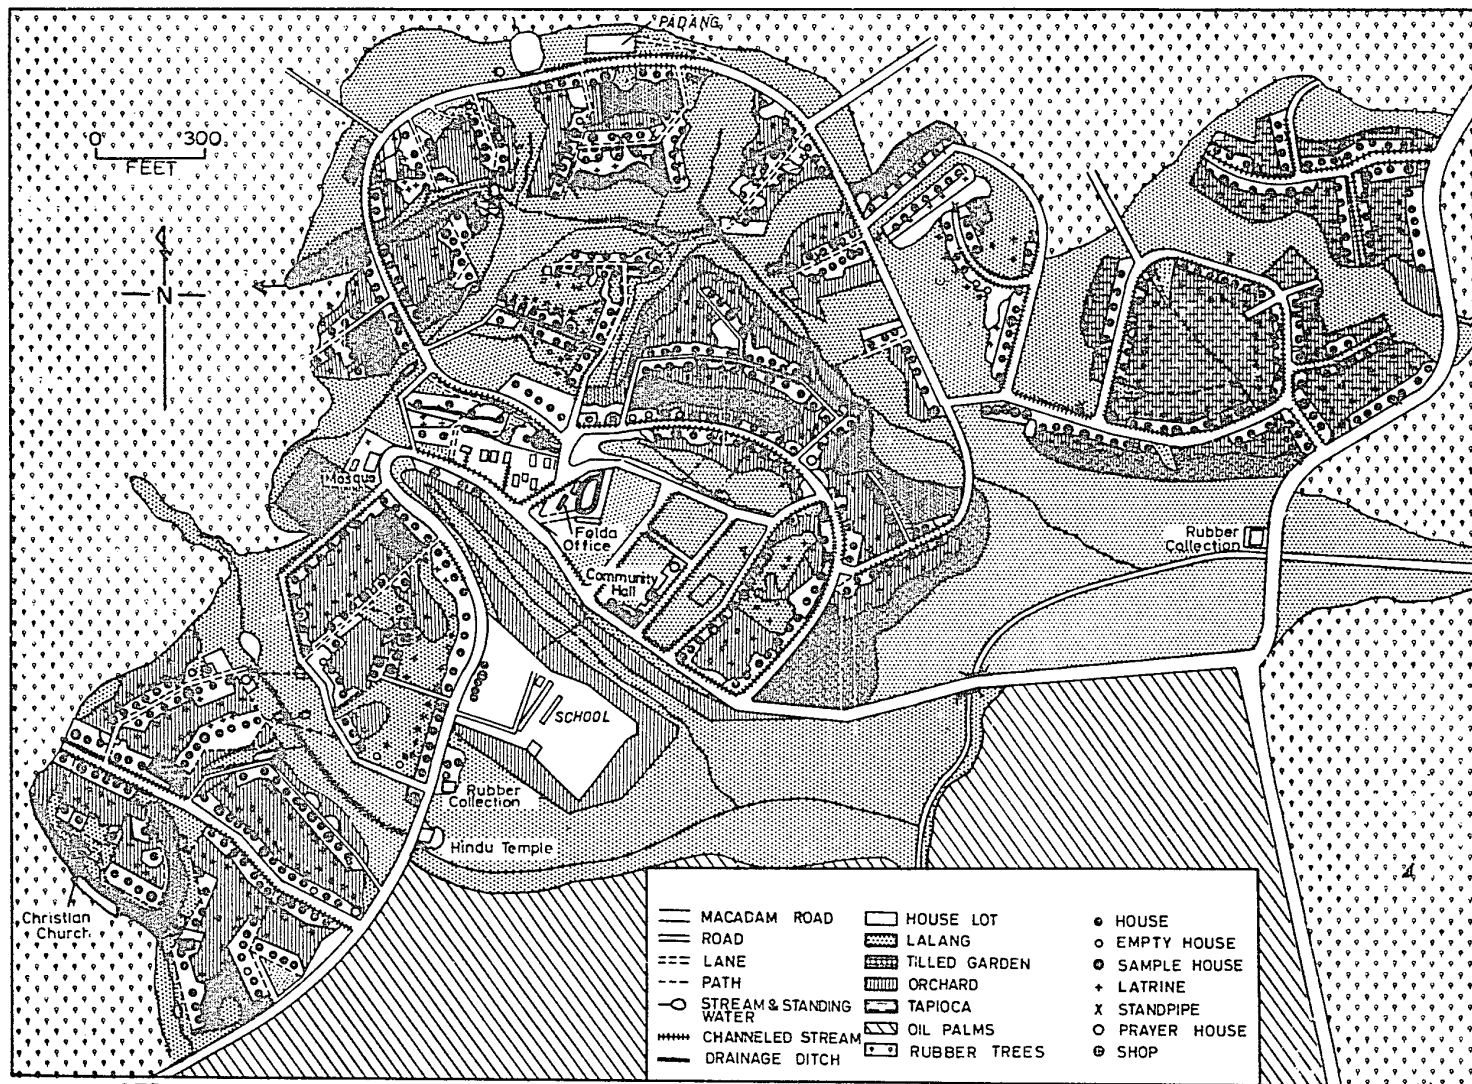 PADANG
0 300
FEET
N
Mosque
Felda
Office
Community
Hall
Rubber
Collection
SCHOOL
Rubber
Collection
Hindu Temple
Christian
Church
MACADAM ROAD
ROAD
LANE
PATH
STREAM & STANDING
WATER
CHANNELED STREAM
DRAINAGE DITCH
HOUSE LOT
LALANG
TILLED GARDEN
ORCHARD
TAPIOCA
OIL PALMS
RUBBER TREES
HOUSE
EMPTY HOUSE
SAMPLE HOUSE
LATRINE
STANDPIPE
PRAYER HOUSE
SHOP